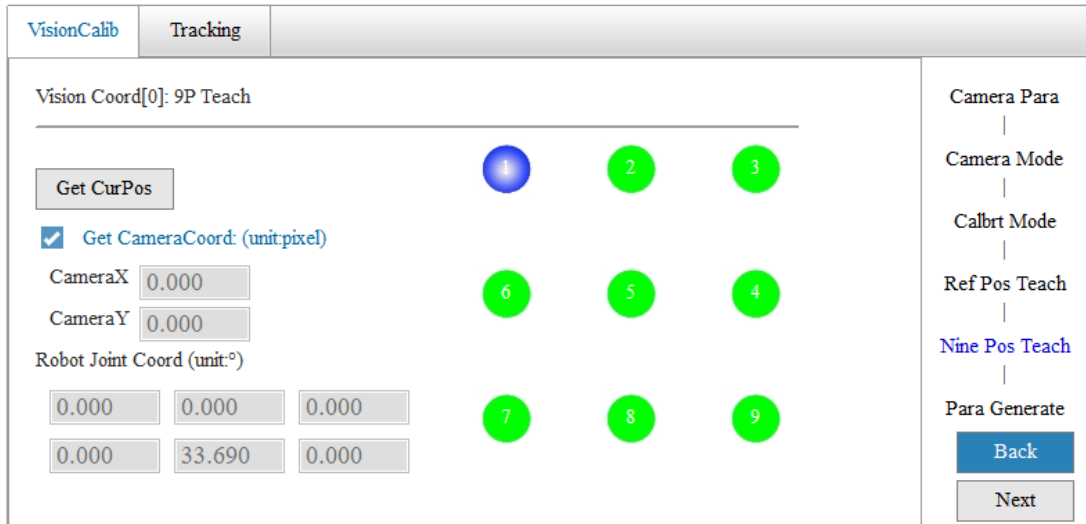 VisionCalib Tracking
Vision Coord[0]: 9P Teach
Get CurPos
Get CameraCoord: (unit:pixel)
CameraX 0.000
CameraY 0.000
Robot Joint Coord (unit:°)
0.000 0.000 0.000
0.000 33.690 0.000
1 2 3
6 5 4
7 8 9
Camera Para
Camera Mode
Calbrt Mode
Ref Pos Teach
Nine Pos Teach
Para Generate
Back
Next